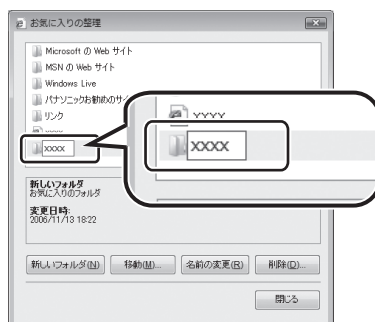 お気に入りの整理
Microsoft の Web サイト
MSN の Web サイト
Windows Live
パナソニックお勧めのサ
リンク
xxxx
xxxx
xxxx
xxxx
新しいフォルダ
お気に入りのフォルダ
変更日時:
2006/11/13 18:22
新しいフォルダ(N)
移動(M)...
名前の変更(R)
削除(D)...
閉じる